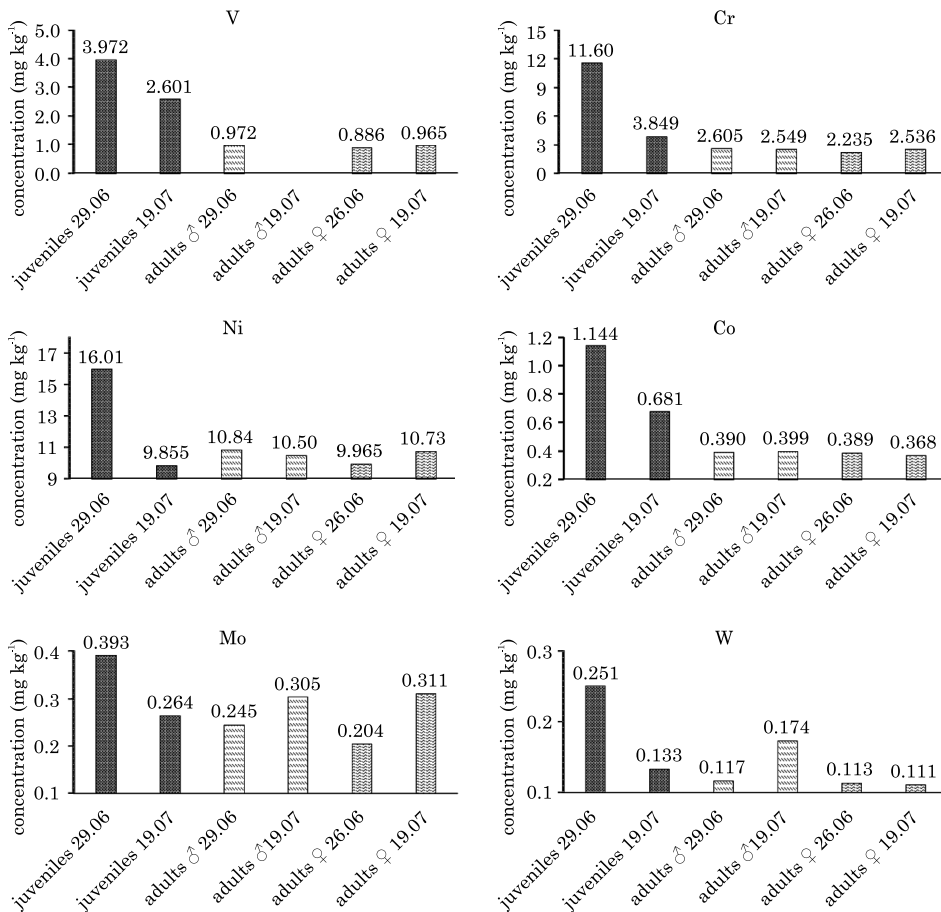 V
concentration (mg kg⁻¹)
4.0
3.0
2.0
1.0
0.0
3.972
2.601
0.972
0.886
0.965
juveniles 29.06
juveniles 19.07
adults ♂ 29.06
adults ♂19.07
adults ♀ 26.06
adults ♀ 19.07
Cr
concentration (mg kg⁻¹)
15
12
9
6
3
0
11.60
3.849
2.605
2.549
2.235
2.536
juveniles 29.06
juveniles 19.07
adults ♂ 29.06
adults ♂19.07
adults ♀ 26.06
adults ♀ 19.07
Ni
concentration (mg kg⁻¹)
17
15
13
11
9
16.01
9.855
10.84
10.50
9.965
10.73
juveniles 29.06
juveniles 19.07
adults ♂ 29.06
adults ♂19.07
adults ♀ 26.06
adults ♀ 19.07
Co
concentration (mg kg⁻¹)
1.2
1.0
0.8
0.6
0.4
0.2
1.144
0.681
0.390
0.399
0.389
0.368
juveniles 29.06
juveniles 19.07
adults ♂ 29.06
adults ♂19.07
adults ♀ 26.06
adults ♀ 19.07
Mo
concentration (mg kg⁻¹)
0.4
0.3
0.2
0.1
0.393
0.264
0.245
0.305
0.204
0.311
juveniles 29.06
juveniles 19.07
adults ♂ 29.06
adults ♂19.07
adults ♀ 26.06
adults ♀ 19.07
W
concentration (mg kg⁻¹)
0.3
0.2
0.1
0.251
0.133
0.117
0.174
0.113
0.111
juveniles 29.06
juveniles 19.07
adults ♂ 29.06
adults ♂19.07
adults ♀ 26.06
adults ♀ 19.07